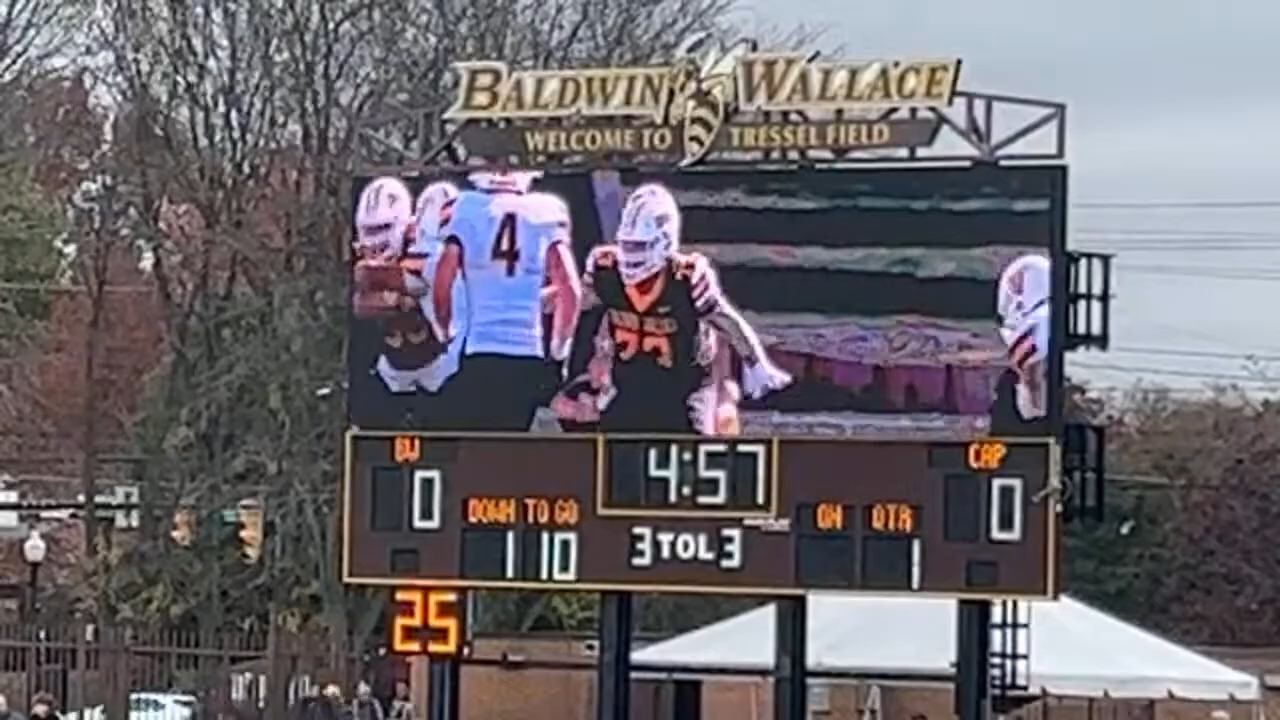 BALDWIN WALLACE
WELCOME TO TRESSEL FIELD
4
BW
4:57
CAP
0
DOWN TO GO
ON
QTR
0
1 10
3 TOL 3
1
25